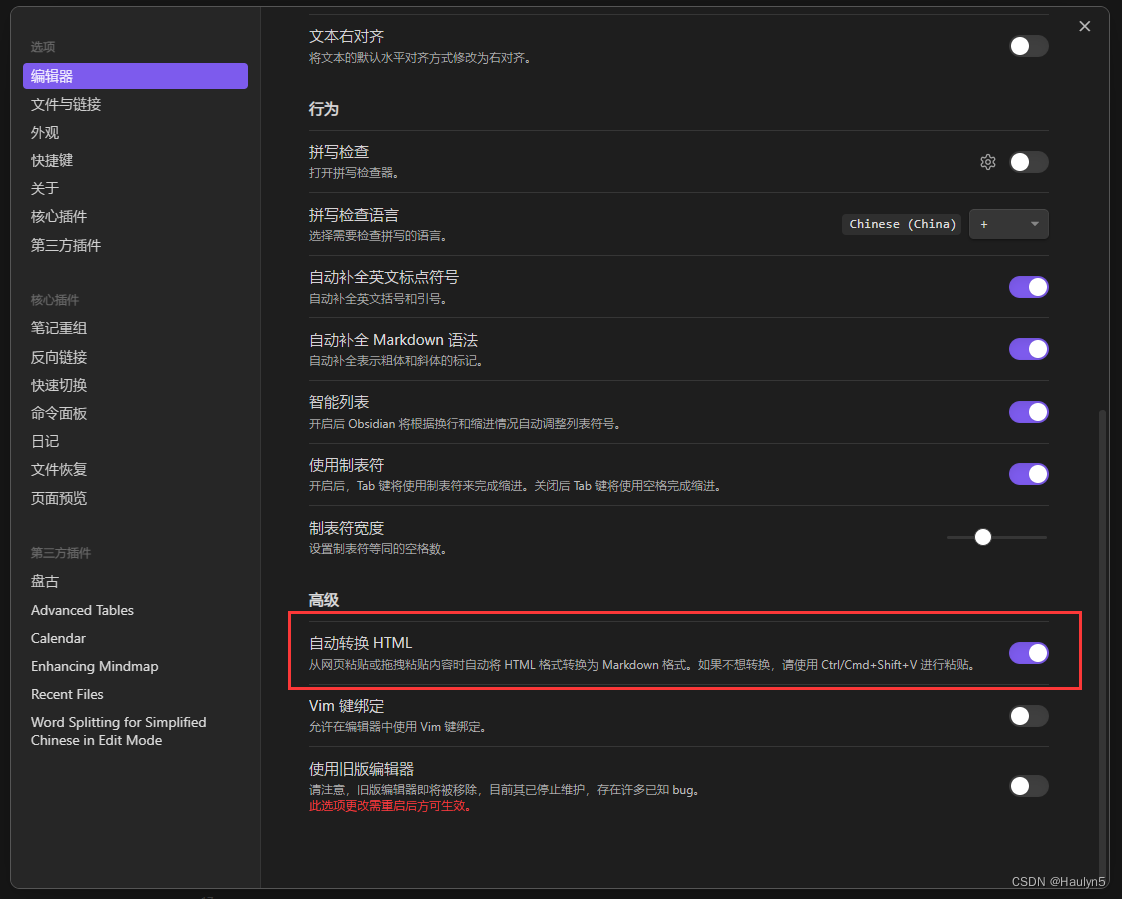 选项
编辑器
文件与链接
外观
快捷键
关于
核心插件
第三方插件
核心插件
笔记重组
反向链接
快速切换
命令面板
日记
文件恢复
页面预览
第三方插件
盘古
Advanced Tables
Calendar
Enhancing Mindmap
Recent Files
Word Splitting for Simplified
Chinese in Edit Mode
文本右对齐
将文本的默认水平对齐方式修改为右对齐。
行为
拼写检查
打开拼写检查器。
拼写检查语言
选择需要检查拼写的语言。
Chinese (China)
+
自动补全英文标点符号
自动补全英文括号和引号。
自动补全 Markdown 语法
自动补全表示粗体和斜体的标记。
智能列表
开启后 Obsidian 将根据换行和缩进情况自动调整列表符号。
使用制表符
开启后，Tab 键将使用制表符来完成缩进。关闭后 Tab 键将使用空格完成缩进。
制表符宽度
设置制表符等同的空格数。
高级
自动转换 HTML
从网页粘贴或拖拽粘贴内容时自动将 HTML 格式转换为 Markdown 格式。如果不想转换，请使用 Ctrl/Cmd+Shift+V 进行粘贴。
Vim 键绑定
允许在编辑器中使用 Vim 键绑定。
使用旧版编辑器
请注意，旧版编辑器即将被移除，目前其已停止维护，存在许多已知 bug。
此选项更改需重启后方可生效。
CSDN @Haulyn5